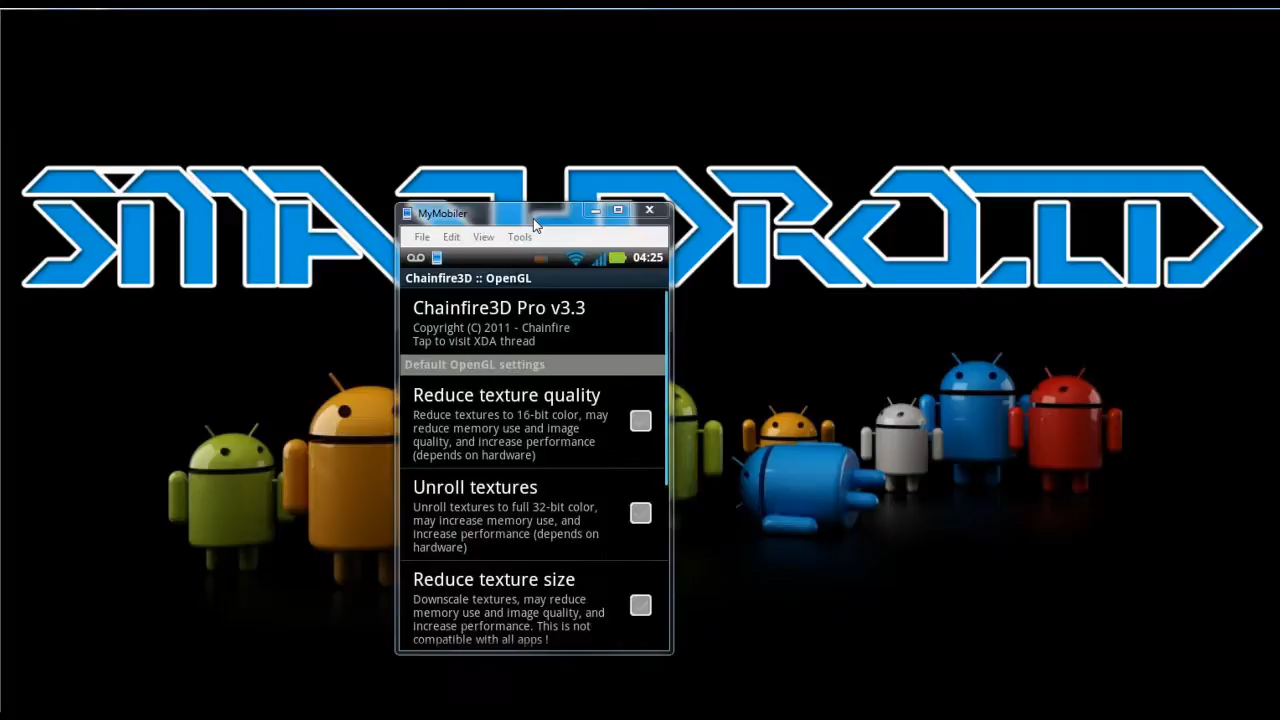 MyMobiler
File Edit View Tools
04:25
Chainfire3D :: OpenGL
Chainfire3D Pro v3.3
Copyright (C) 2011 - Chainfire
Tap to visit XDA thread
Default OpenGL settings
Reduce texture quality
Reduce textures to 16-bit color, may
reduce memory use and image
quality, and increase performance
(depends on hardware)
Unroll textures
Unroll textures to full 32-bit color,
may increase memory use, and
increase performance (depends on
hardware)
Reduce texture size
Downscale textures, may reduce
memory use and image quality, and
increase performance. This is not
compatible with all apps !